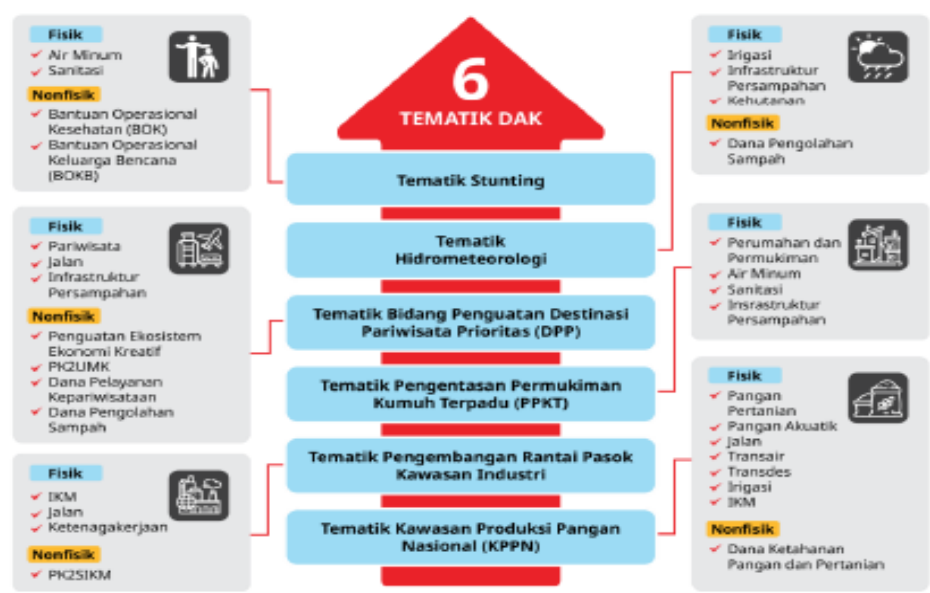 6
TEMATIK DAK
Fisik
Air Minum
Sanitasi
Nonfisik
Bantuan Operasional
Kesehatan (BOK)
Bantuan Operasional
Keluarga Bencana
(BOKB)
Fisik
Pariwisata
Jalan
Infrastruktur
Persampahan
Nonfisik
Penguatan Ekosistem
Ekonomi Kreatif
PK2UMK
Dana Pelayanan
Kepariwisataan
Dana Pengolahan
Sampah
Fisik
IKM
Jalan
Ketenagakerjaan
Nonfisik
PK2SIKM
Tematik Stunting
Tematik
Hidrometeorologi
Tematik Bidang Penguatan Destinasi
Pariwisata Prioritas (DPP)
Tematik Pengentasan Permukiman
Kumuh Terpadu (PPKT)
Tematik Pengembangan Rantai Pasok
Kawasan Industri
Tematik Kawasan Produksi Pangan
Nasional (KPPN)
Fisik
Irigasi
Infrastruktur
Persampahan
Kehutanan
Nonfisik
Dana Pengolahan
Sampah
Fisik
Perumahan dan
Permukiman
Air Minum
Sanitasi
Insrastruktur
Persampahan
Fisik
Pangan
Pertanian
Pangan Akuatik
Jalan
Transair
Transdes
Irigasi
IKM
Nonfisik
Dana Ketahanan
Pangan dan Pertanian